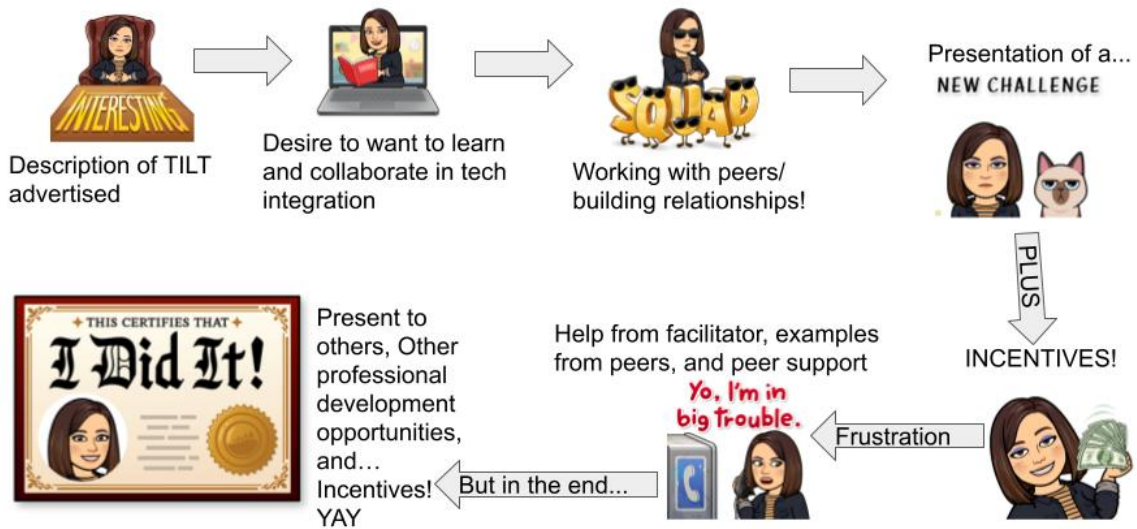 INTERESTING
Description of TILT
advertised
Desire to want to learn
and collaborate in tech
integration
SQUAD
Working with peers/
building relationships!
Presentation of a...
NEW CHALLENGE
PLUS
INCENTIVES!
Frustration
Help from facilitator, examples
from peers, and peer support
Yo, I'm in
big trouble.
But in the end...
Present to
others, Other
professional
development
opportunities,
and...
Incentives!
YAY
THIS CERTIFIES THAT
I Did It!